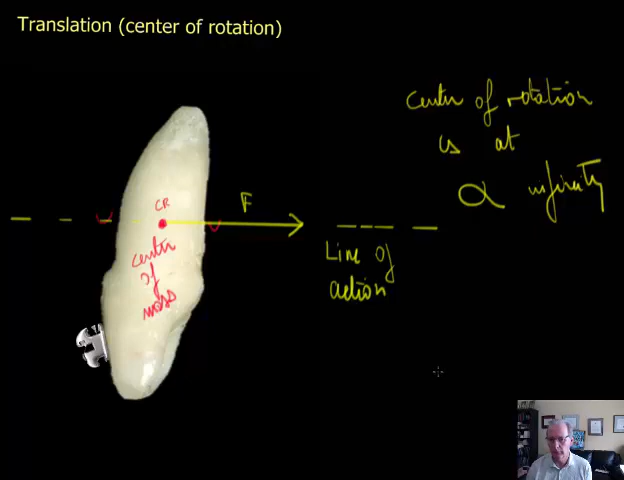 Translation (center of rotation)
center of rotation
is at
∝ infinity
F
CR
center
of
mass
Line of
action